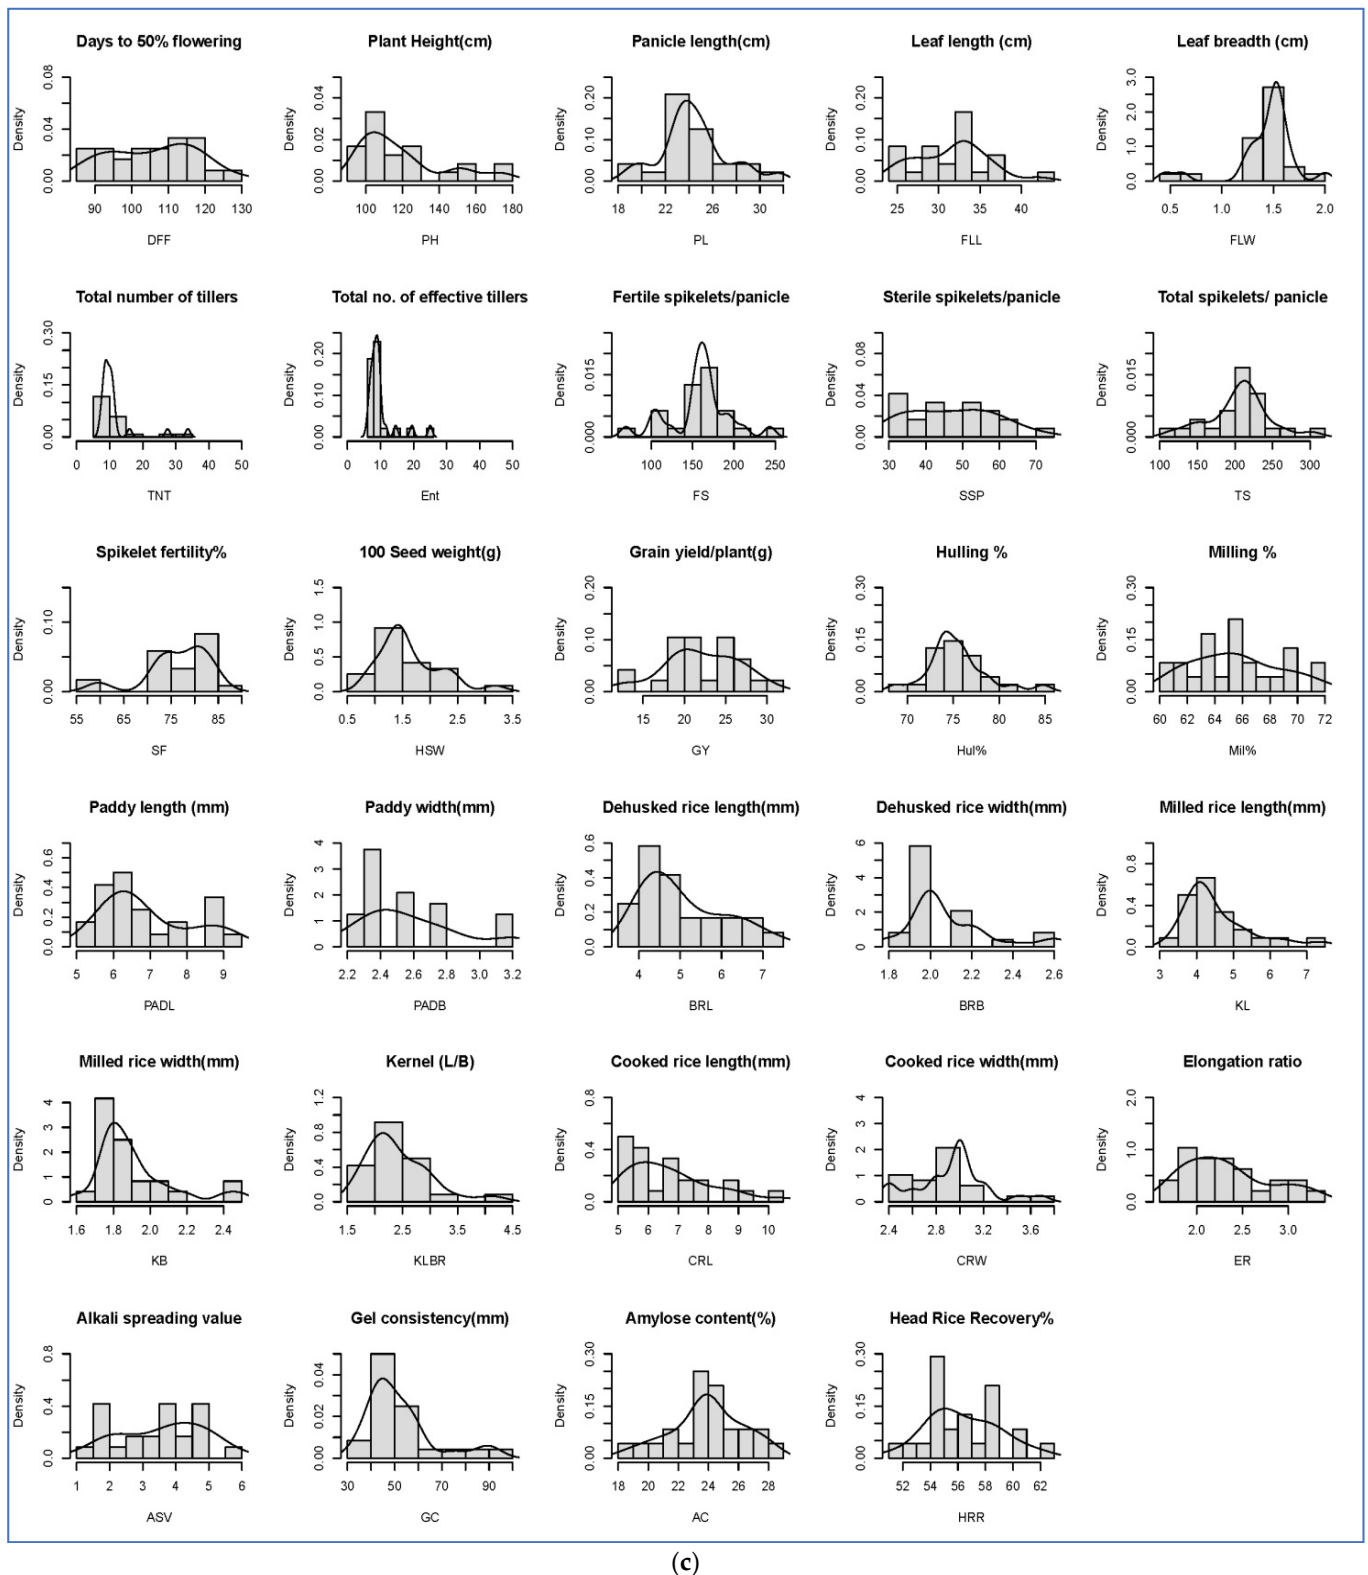 Days to 50% flowering
Density
0.00 0.04 0.08
90 100 110 120 130
DFF
Plant Height(cm)
Density
0.00 0.02 0.04
100 120 140 160 180
PH
Panicle length(cm)
Density
0.00 0.10 0.20
18 22 26 30
PL
Leaf length (cm)
Density
0.00 0.10 0.20
25 30 35 40
FLL
Leaf breadth (cm)
Density
0.0 1.0 2.0 3.0
0.5 1.0 1.5 2.0
FLW
Total number of tillers
Density
0.00 0.15 0.30
0 10 20 30 40 50
TNT
Total no. of effective tillers
Density
0.00 0.10 0.20
0 10 20 30 40 50
Ent
Fertile spikelets/panicle
Density
0.000 0.015
100 150 200 250
FS
Sterile spikelets/panicle
Density
0.00 0.04 0.08
30 40 50 60 70
SSP
Total spikelets/ panicle
Density
0.000 0.015
100 150 200 250 300
TS
Spikelet fertility%
Density
0.00 0.10
55 65 75 85
SF
100 Seed weight(g)
Density
0.0 0.5 1.0 1.5
0.5 1.5 2.5 3.5
HSW
Grain yield/plant(g)
Density
0.00 0.10 0.20
15 20 25 30
GY
Hulling %
Density
0.00 0.15 0.30
70 75 80 85
Hul%
Milling %
Density
0.00 0.15 0.30
60 62 64 66 68 70 72
Mil%
Paddy length (mm)
Density
0.0 0.2 0.4 0.6
5 6 7 8 9
PADL
Paddy width(mm)
Density
0 1 2 3 4
2.2 2.4 2.6 2.8 3.0 3.2
PADB
Dehusked rice length(mm)
Density
0.0 0.2 0.4 0.6
4 5 6 7
BRL
Dehusked rice width(mm)
Density
0 2 4 6
1.8 2.0 2.2 2.4 2.6
BRB
Milled rice length(mm)
Density
0.0 0.4 0.8
3 4 5 6 7
KL
Milled rice width(mm)
Density
0 1 2 3 4
1.6 1.8 2.0 2.2 2.4
KB
Kernel (L/B)
Density
0.0 0.4 0.8 1.2
1.5 2.5 3.5 4.5
KLBR
Cooked rice length(mm)
Density
0.0 0.4 0.8
5 6 7 8 9 10
CRL
Cooked rice width(mm)
Density
0 1 2 3 4
2.4 2.8 3.2 3.6
CRW
Elongation ratio
Density
0.0 1.0 2.0
2.0 2.5 3.0
ER
Alkali spreading value
Density
0.0 0.4 0.8
1 2 3 4 5 6
ASV
Gel consistency(mm)
Density
0.00 0.02 0.04
30 50 70 90
GC
Amylose content(%)
Density
0.00 0.15 0.30
18 20 22 24 26 28
AC
Head Rice Recovery%
Density
0.00 0.15 0.30
52 54 56 58 60 62
HRR
(c)